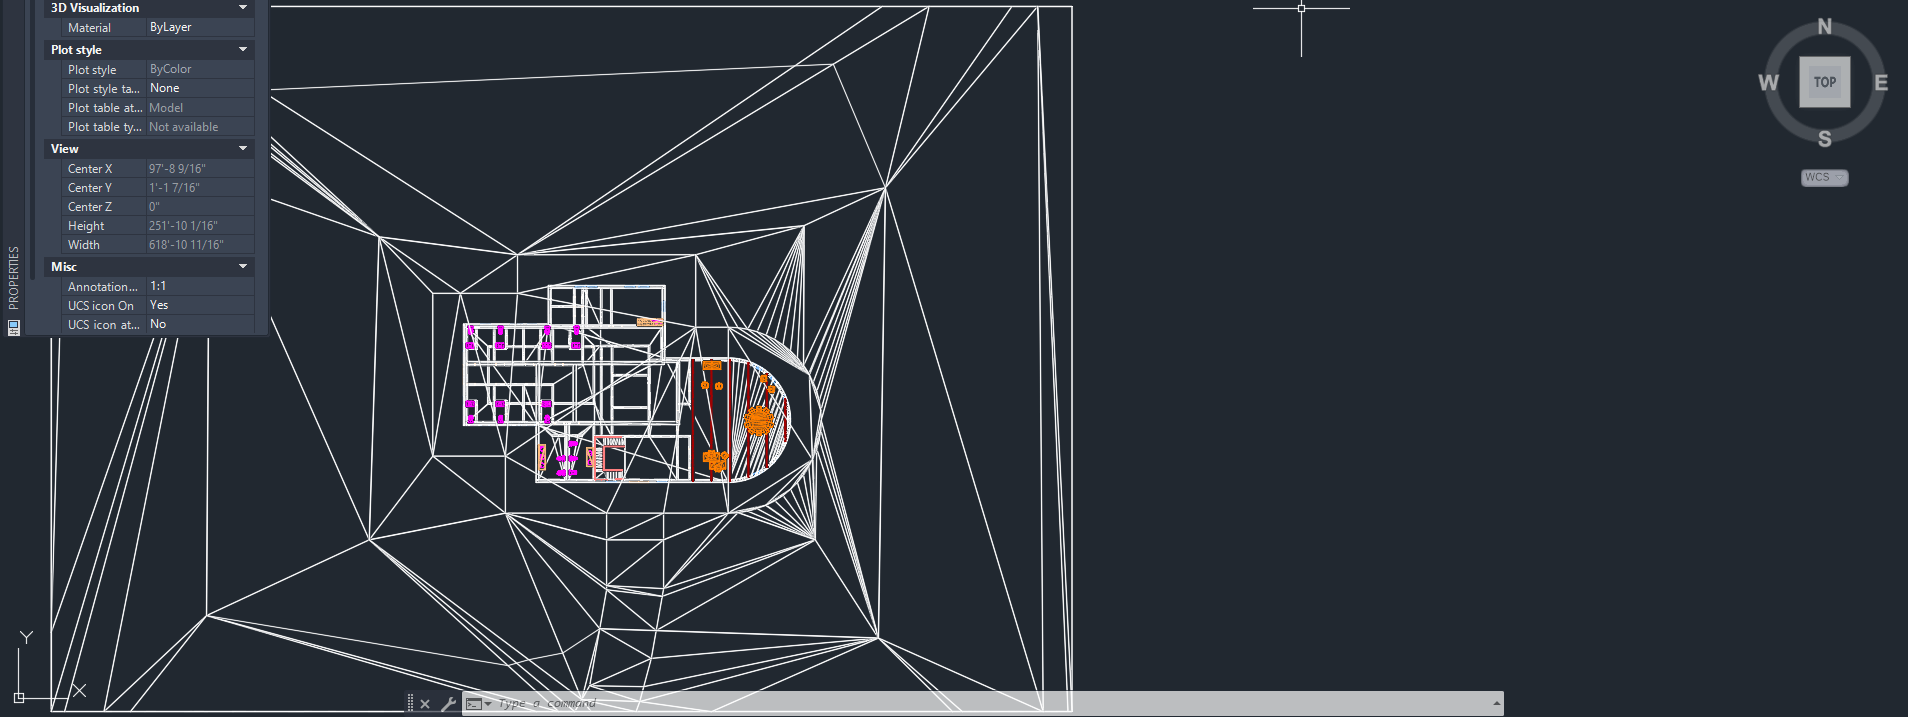 3D Visualization
Material ByLayer
Plot style
Plot style ByColor
Plot style ta... None
Plot table at... Model
Plot table ty... Not available
View
Center X 97'-8 9/16"
Center Y 1'-1 7/16"
Center Z 0"
Height 251'-10 1/16"
Width 618'-10 11/16"
Misc
Annotation... 1:1
UCS icon On Yes
UCS icon at... No
PROPERTIES
N
W TOP E
S
WCS
Y
X
Type a command